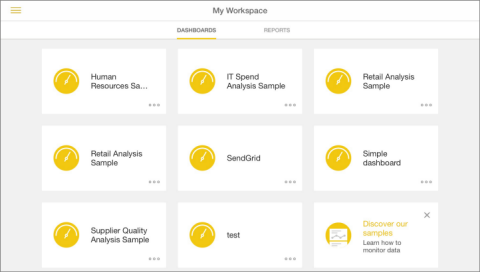 My Workspace
DASHBOARDS
REPORTS
Human
Resources Sa...
IT Spend
Analysis Sample
Retail Analysis
Sample
Retail Analysis
Sample
SendGrid
Simple
dashboard
Supplier Quality
Analysis Sample
test
Discover our
samples
Learn how to
monitor data